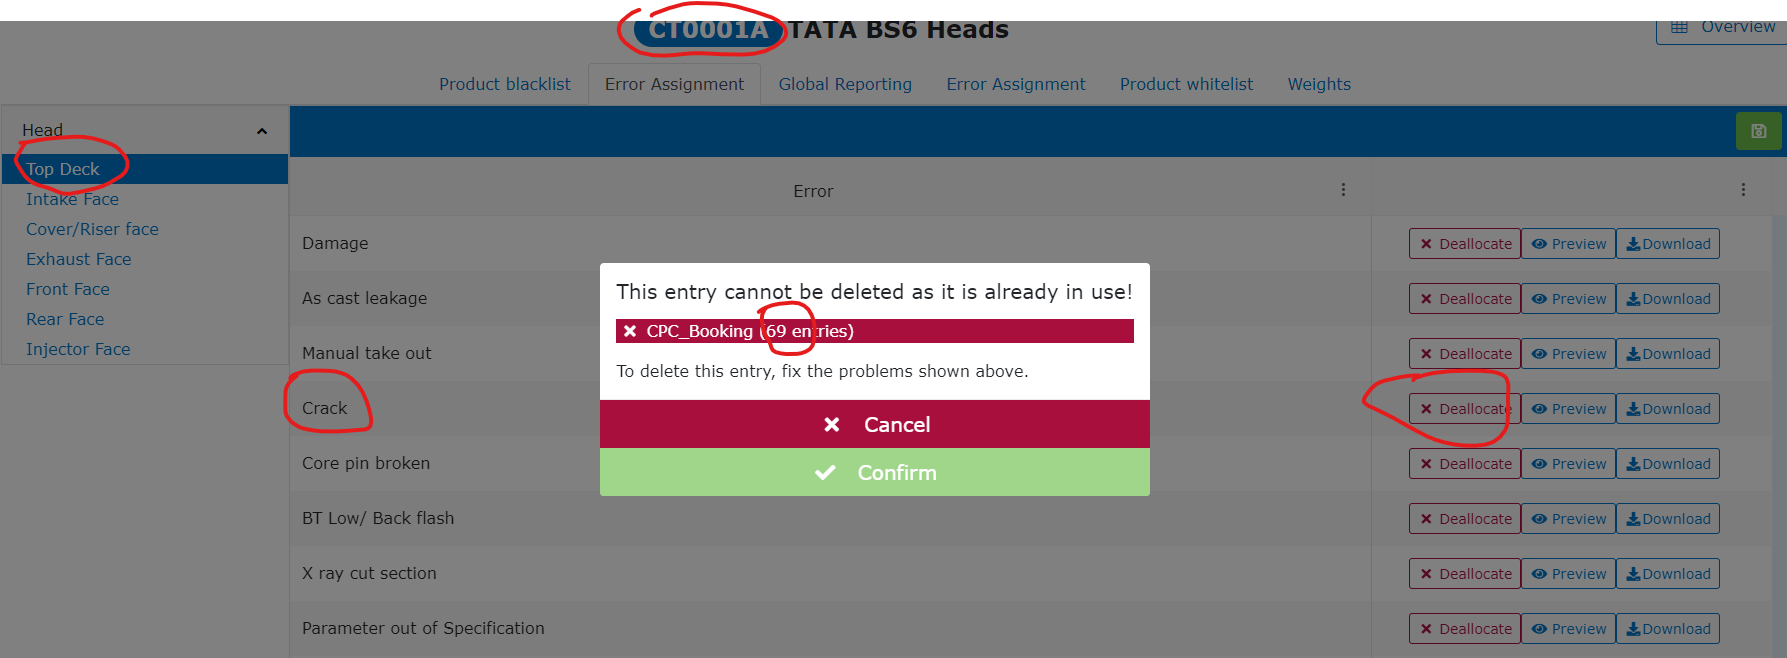 CT0001A TATA BS6 Heads
Overview
Product blacklist Error Assignment Global Reporting Error Assignment Product whitelist Weights
Head
Top Deck
Intake Face
Cover/Riser face
Exhaust Face
Front Face
Rear Face
Injector Face
Error
Damage Deallocate Preview Download
As cast leakage Deallocate Preview Download
Manual take out Deallocate Preview Download
Crack Deallocate Preview Download
Core pin broken Deallocate Preview Download
BT Low/ Back flash Deallocate Preview Download
X ray cut section Deallocate Preview Download
Parameter out of Specification Deallocate Preview Download
This entry cannot be deleted as it is already in use!
CPC_Booking (69 entries)
To delete this entry, fix the problems shown above.
Cancel
Confirm